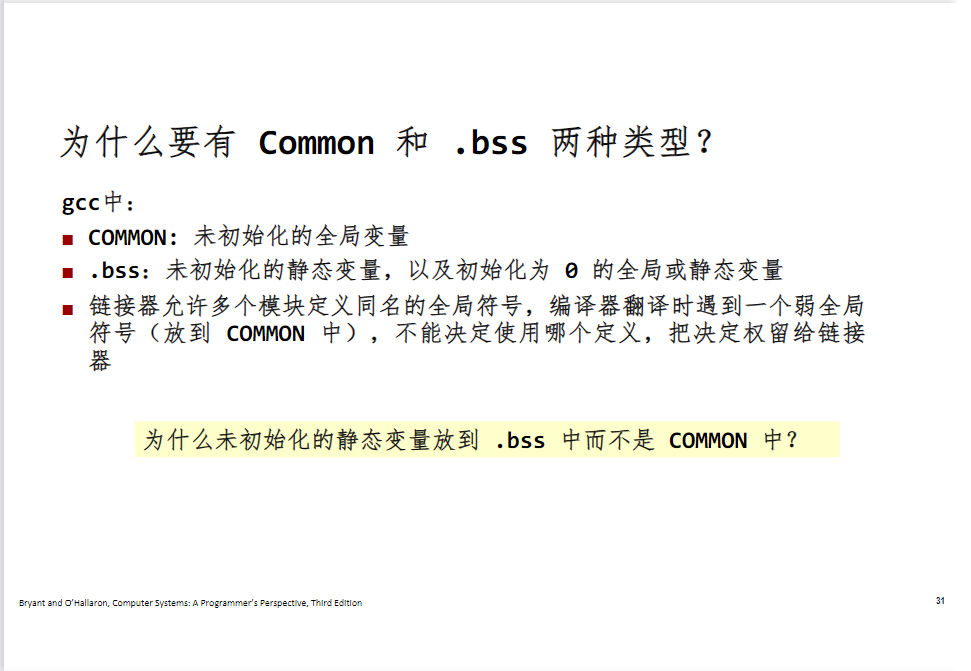 为什么要有 Common 和 .bss 两种类型？
gcc中：
■ COMMON: 未初始化的全局变量
■ .bss: 未初始化的静态变量，以及初始化为 0 的全局或静态变量
■ 链接器允许多个模块定义同名的全局符号，编译器翻译时遇到一个弱全局
符号（放到 COMMON 中），不能决定使用哪个定义，把决定权留给链接
器
为什么未初始化的静态变量放到 .bss 中而不是 COMMON 中？
Bryant and O'Hallaron, Computer Systems: A Programmer's Perspective, Third Edition
31